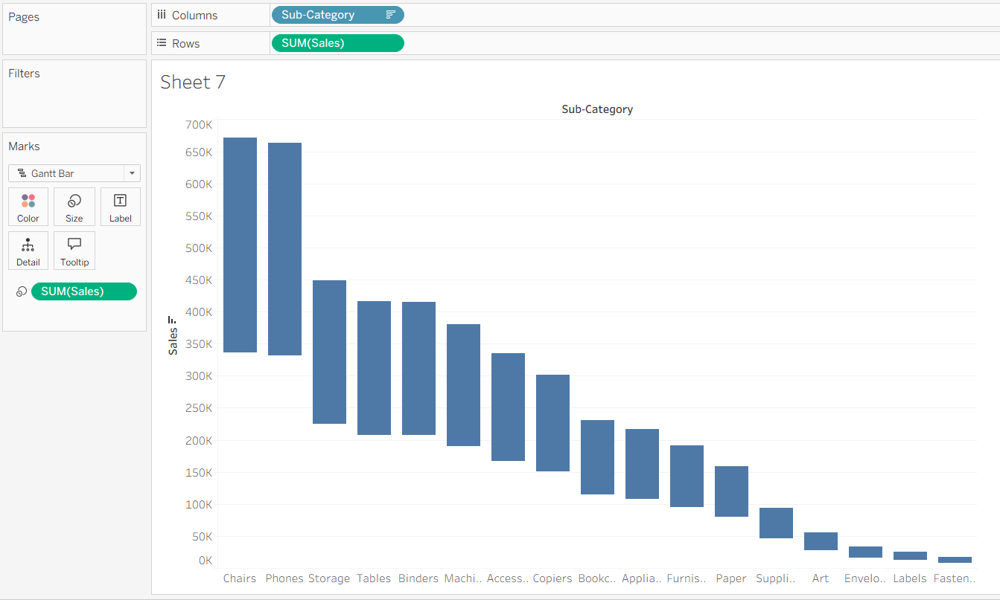 Pages
Columns
Sub-Category
Rows
SUM(Sales)
Filters
Marks
Gantt Bar
Color
Size
Label
Detail
Tooltip
SUM(Sales)
Sheet 7
Sub-Category
Sales
700K
650K
600K
550K
500K
450K
400K
350K
300K
250K
200K
150K
100K
50K
0K
Chairs Phones Storage Tables Binders Machi.. Access.. Copiers Bookc.. Applia.. Furnis.. Paper Suppli.. Art Envelo.. Labels Fasten..